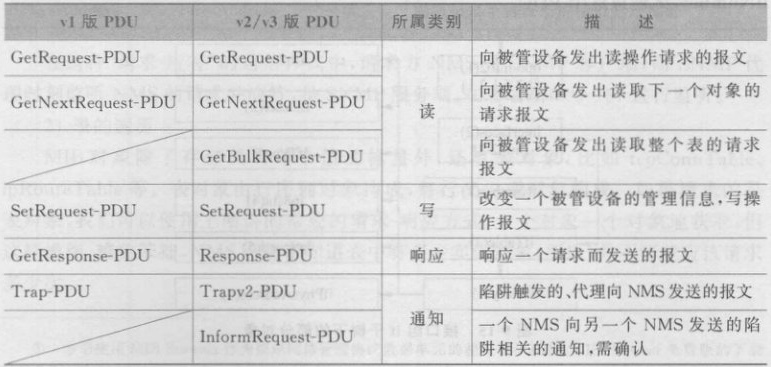 v1 版 PDU v2/v3 版 PDU 所属类别 描 述
GetRequest-PDU GetRequest-PDU 向被管设备发出读操作请求的报文
GetNextRequest-PDU GetNextRequest-PDU 向被管设备发出读取下一个对象的
请求报文
读
GetBulkRequest-PDU 向被管设备发出读取整个表的请求
报文
SetRequest-PDU SetRequest-PDU 写 改变一个被管设备的管理信息,写操
作报文
GetResponse-PDU Response-PDU 响应 响应一个请求而发送的报文
Trap-PDU Trapv2-PDU 陷阱触发的、代理向 NMS 发送的报文
通知
InformRequest-PDU 一个 NMS 向另一个 NMS 发送的陷
阱相关的通知,需确认